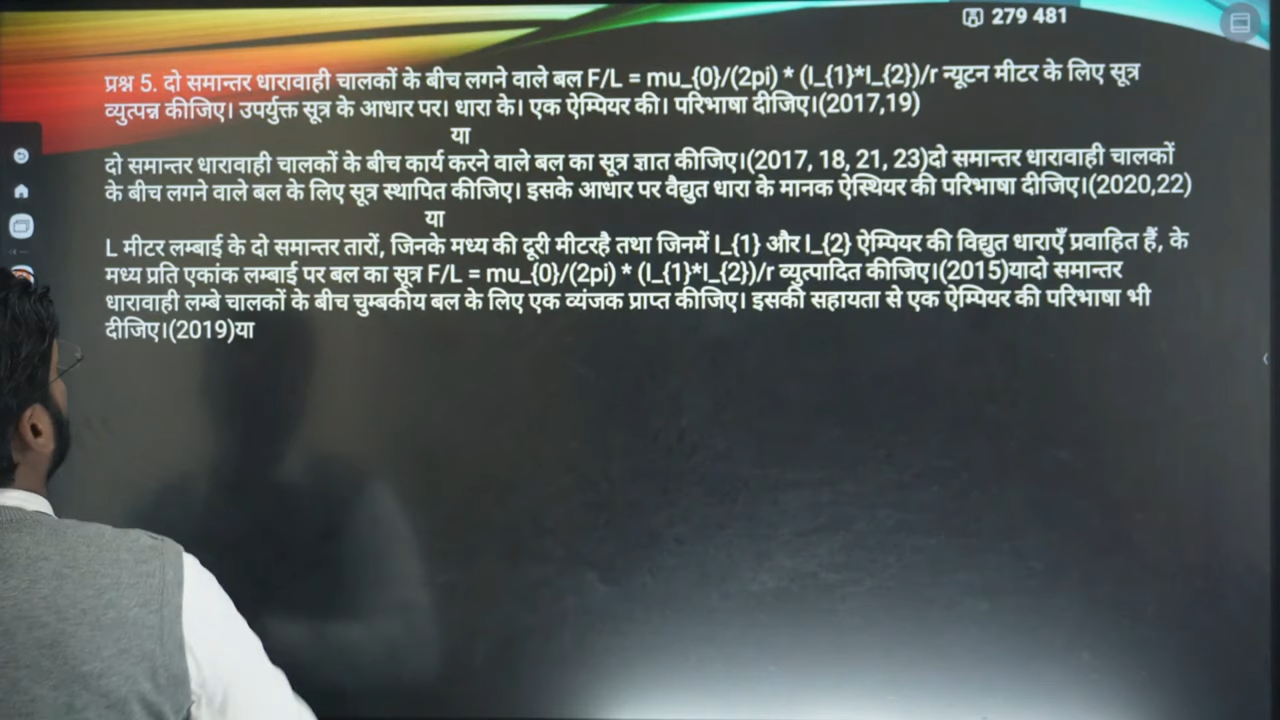 279 481
प्रश्न 5. दो समान्तर धारावाही चालकों के बीच लगने वाले बल F/L = mu_{0}/(2pi) * (I_{1}*I_{2})/r न्यूटन मीटर के लिए सूत्र
व्युत्पन्न कीजिए। उपर्युक्त सूत्र के आधार पर। धारा के। एक ऐम्पियर की। परिभाषा दीजिए।(2017,19)
या
दो समान्तर धारावाही चालकों के बीच कार्य करने वाले बल का सूत्र ज्ञात कीजिए।(2017, 18, 21, 23)दो समान्तर धारावाही चालकों
के बीच लगने वाले बल के लिए सूत्र स्थापित कीजिए। इसके आधार पर वैद्युत धारा के मानक ऐस्थियर की परिभाषा दीजिए।(2020,22)
या
L मीटर लम्बाई के दो समान्तर तारों, जिनके मध्य की दूरी मीटरहै तथा जिनमें I_{1} और I_{2} ऐम्पियर की विद्युत धाराएँ प्रवाहित हैं, के
मध्य प्रति एकांक लम्बाई पर बल का सूत्र F/L = mu_{0}/(2pi) * (I_{1}*I_{2})/r व्युत्पादित कीजिए।(2015)यादो समान्तर
धारावाही लम्बे चालकों के बीच चुम्बकीय बल के लिए एक व्यंजक प्राप्त कीजिए। इसकी सहायता से एक ऐम्पियर की परिभाषा भी
दीजिए।(2019)या